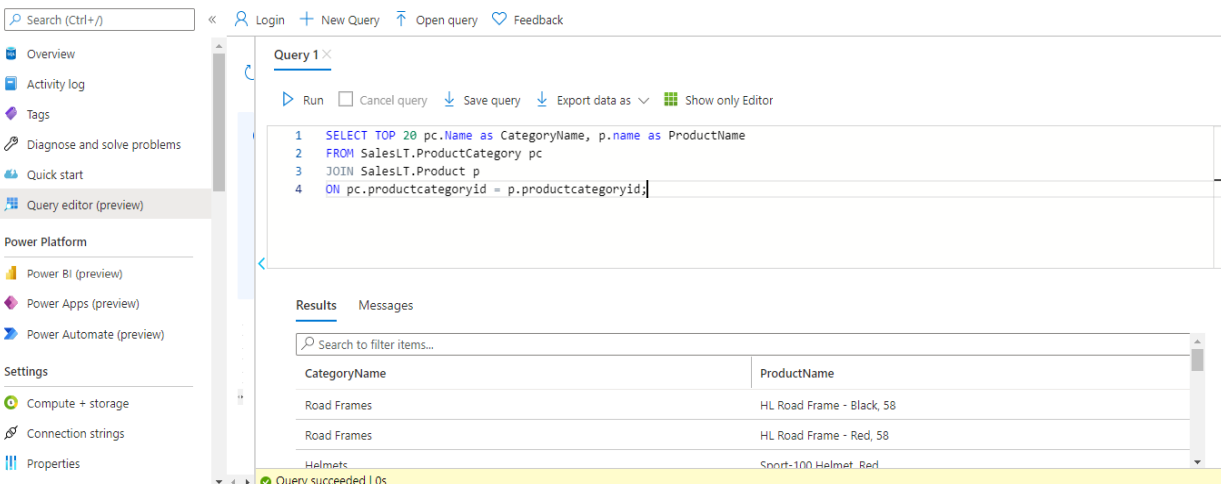 Search (Ctrl+/)
«
Login
New Query
Open query
Feedback
Overview
Activity log
Tags
Diagnose and solve problems
Quick start
Query editor (preview)
Power Platform
Power BI (preview)
Power Apps (preview)
Power Automate (preview)
Settings
Compute + storage
Connection strings
Properties
Query 1
Run
Cancel query
Save query
Export data as
Show only Editor
1 SELECT TOP 20 pc.Name as CategoryName, p.name as ProductName
2 FROM SalesLT.ProductCategory pc
3 JOIN SalesLT.Product p
4 ON pc.productcategoryid = p.productcategoryid;
Results Messages
Search to filter items...
CategoryName ProductName
Road Frames HL Road Frame - Black, 58
Road Frames HL Road Frame - Red, 58
Helmets Sport-100 Helmet, Red
Query succeeded | 0s